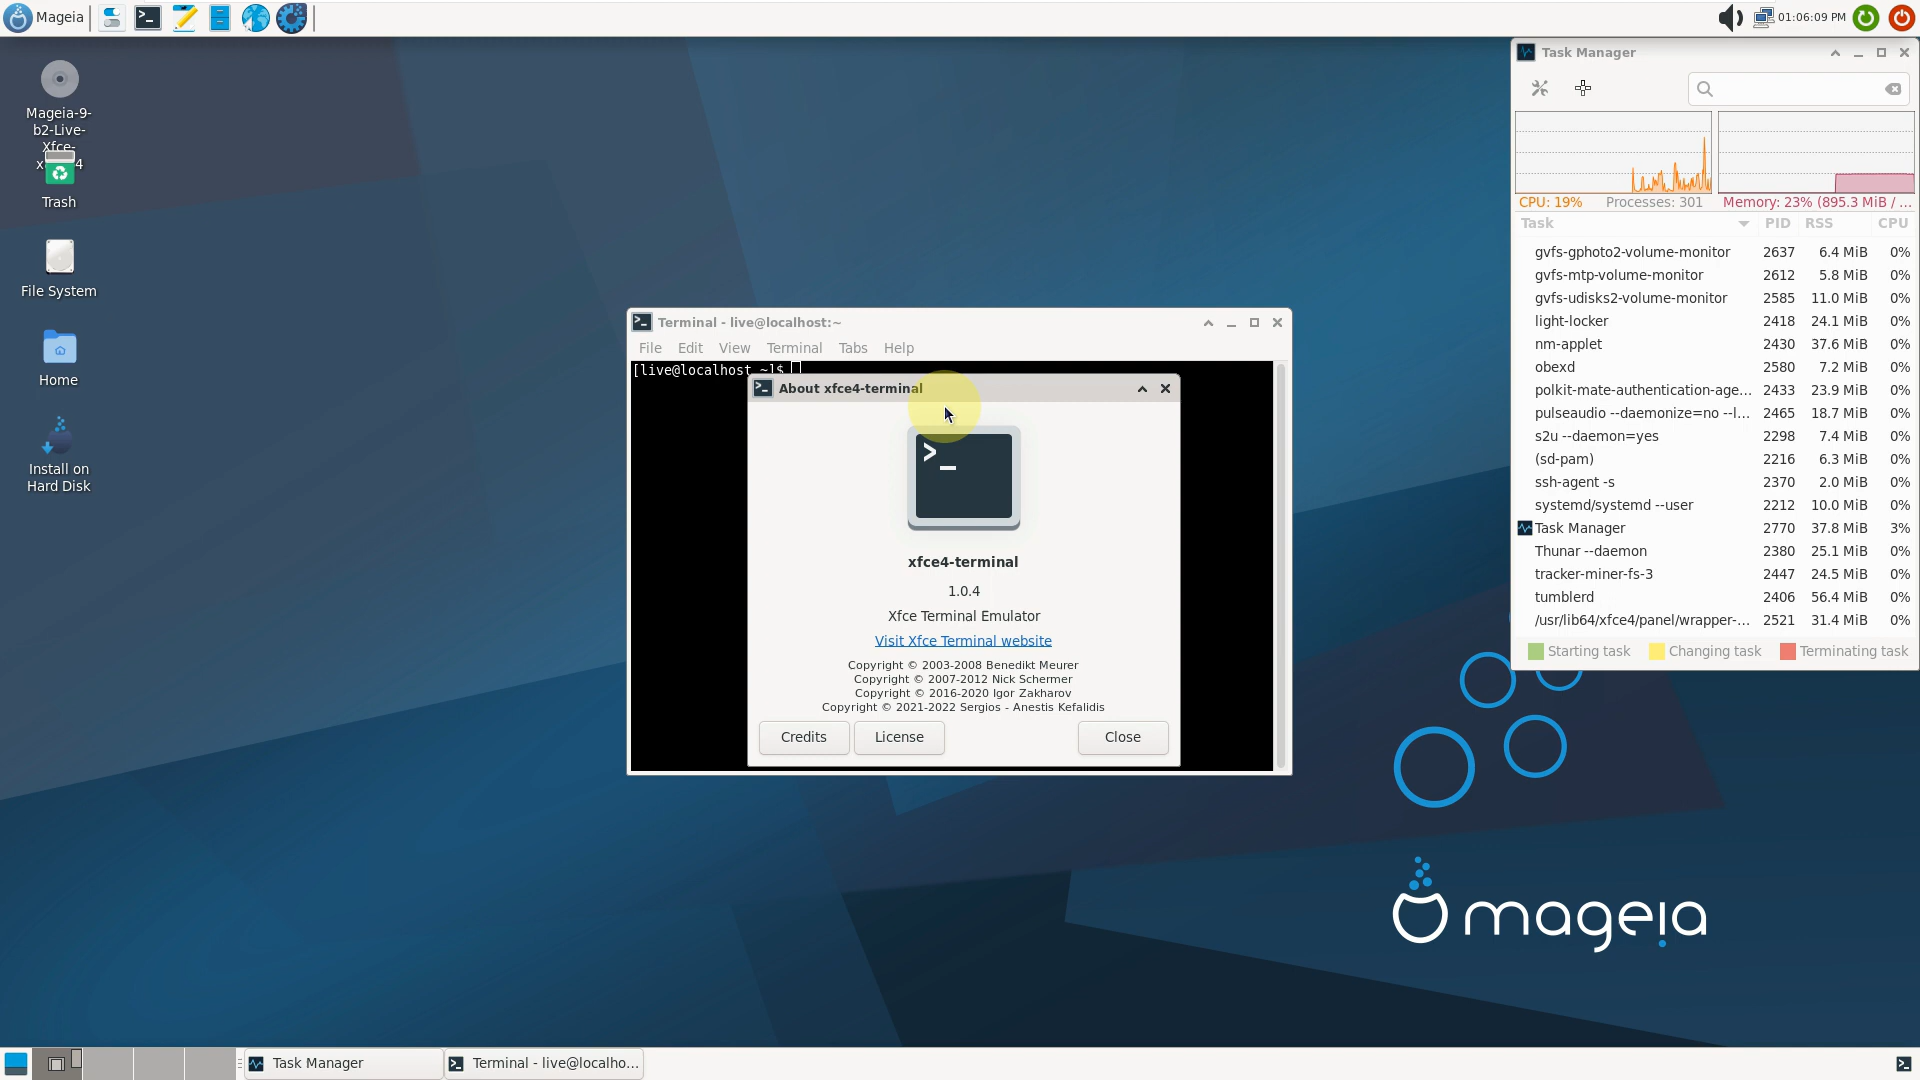 Mageia
01:06:09 PM
Mageia-9-
b2-Live-
Xfce-
Trash
File System
Home
Install on
Hard Disk
Terminal - live@localhost:~
File Edit View Terminal Tabs Help
[live@localhost ~]$
About xfce4-terminal
>_
xfce4-terminal
1.0.4
Xfce Terminal Emulator
Visit Xfce Terminal website
Copyright © 2003-2008 Benedikt Meurer
Copyright © 2007-2012 Nick Schermer
Copyright © 2016-2020 Igor Zakharov
Copyright © 2021-2022 Sergios - Anestis Kefalidis
Credits License Close
Task Manager
CPU: 19% Processes: 301 Memory: 23% (895.3 MiB / ...
Task PID RSS CPU
gvfs-gphoto2-volume-monitor 2637 6.4 MiB 0%
gvfs-mtp-volume-monitor 2612 5.8 MiB 0%
gvfs-udisks2-volume-monitor 2585 11.0 MiB 0%
light-locker 2418 24.1 MiB 0%
nm-applet 2430 37.6 MiB 0%
obexd 2580 7.2 MiB 0%
polkit-mate-authentication-age... 2433 23.9 MiB 0%
pulseaudio --daemonize=no --l... 2465 18.7 MiB 0%
s2u --daemon=yes 2298 7.4 MiB 0%
(sd-pam) 2216 6.3 MiB 0%
ssh-agent -s 2370 2.0 MiB 0%
systemd/systemd --user 2212 10.0 MiB 0%
Task Manager 2770 37.8 MiB 3%
Thunar --daemon 2380 25.1 MiB 0%
tracker-miner-fs-3 2447 24.5 MiB 0%
tumblerd 2406 56.4 MiB 0%
/usr/lib64/xfce4/panel/wrapper-... 2521 31.4 MiB 0%
Starting task Changing task Terminating task
mageia
Task Manager
Terminal - live@localho...